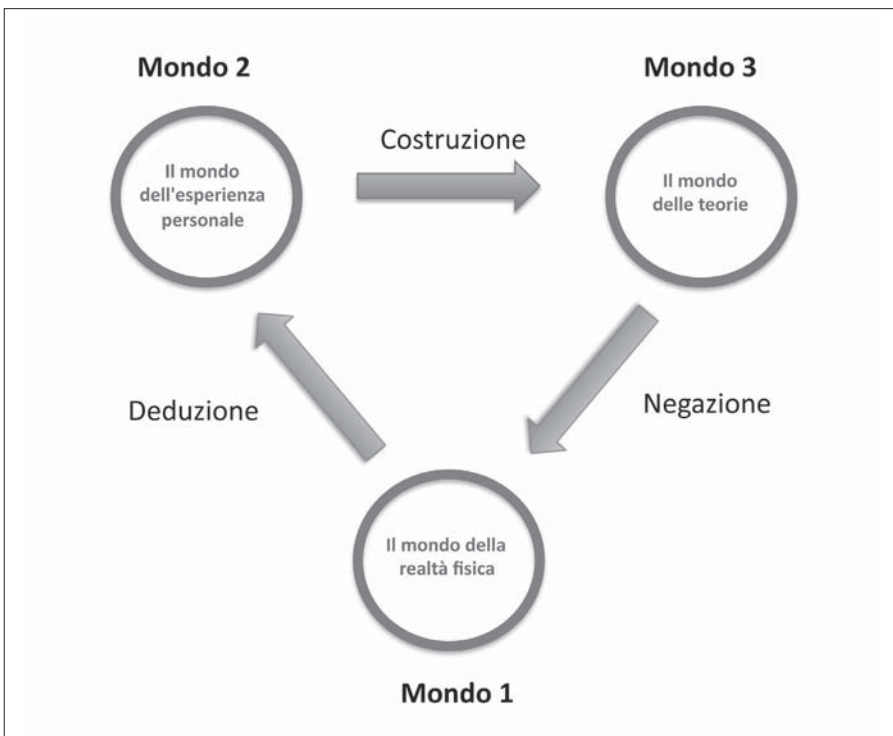 Mondo 2
Mondo 3
Costruzione
Il mondo
dell'esperienza
personale
Il mondo
delle teorie
Deduzione
Negazione
Il mondo della
realtà fisica
Mondo 1